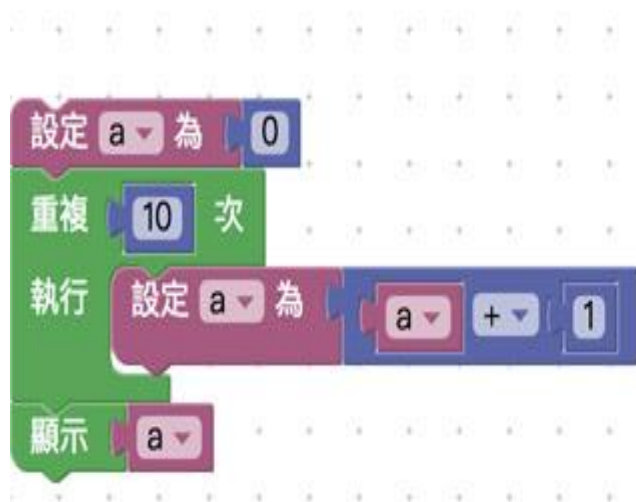 設定 a 為 0
重複 10 次
執行 設定 a 為 a + 1
顯示 a